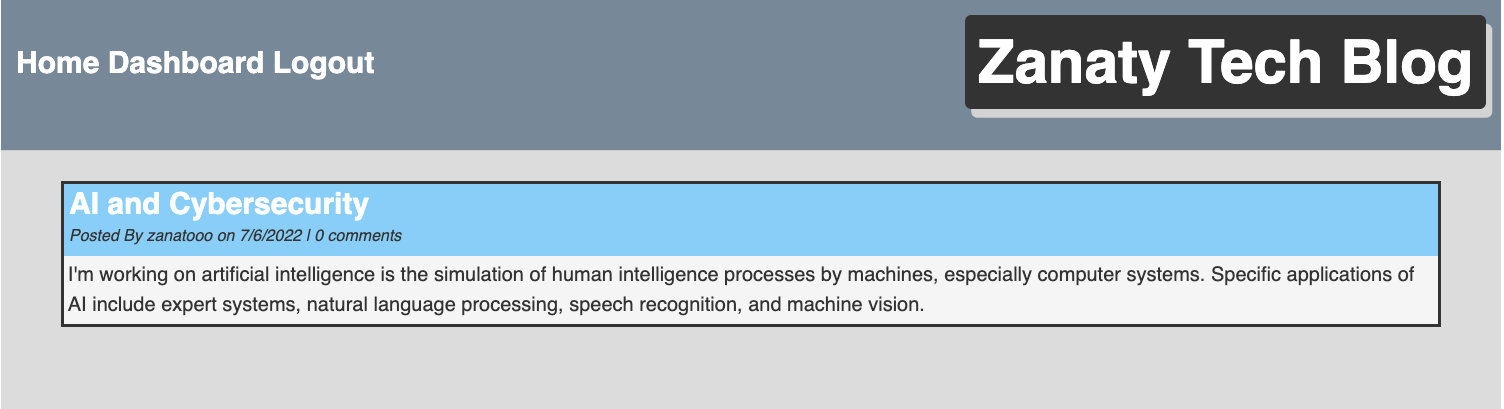 Home Dashboard Logout
Zanaty Tech Blog
AI and Cybersecurity
Posted By zanatooo on 7/6/2022 | 0 comments
I'm working on artificial intelligence is the simulation of human intelligence processes by machines, especially computer systems. Specific applications of
AI include expert systems, natural language processing, speech recognition, and machine vision.